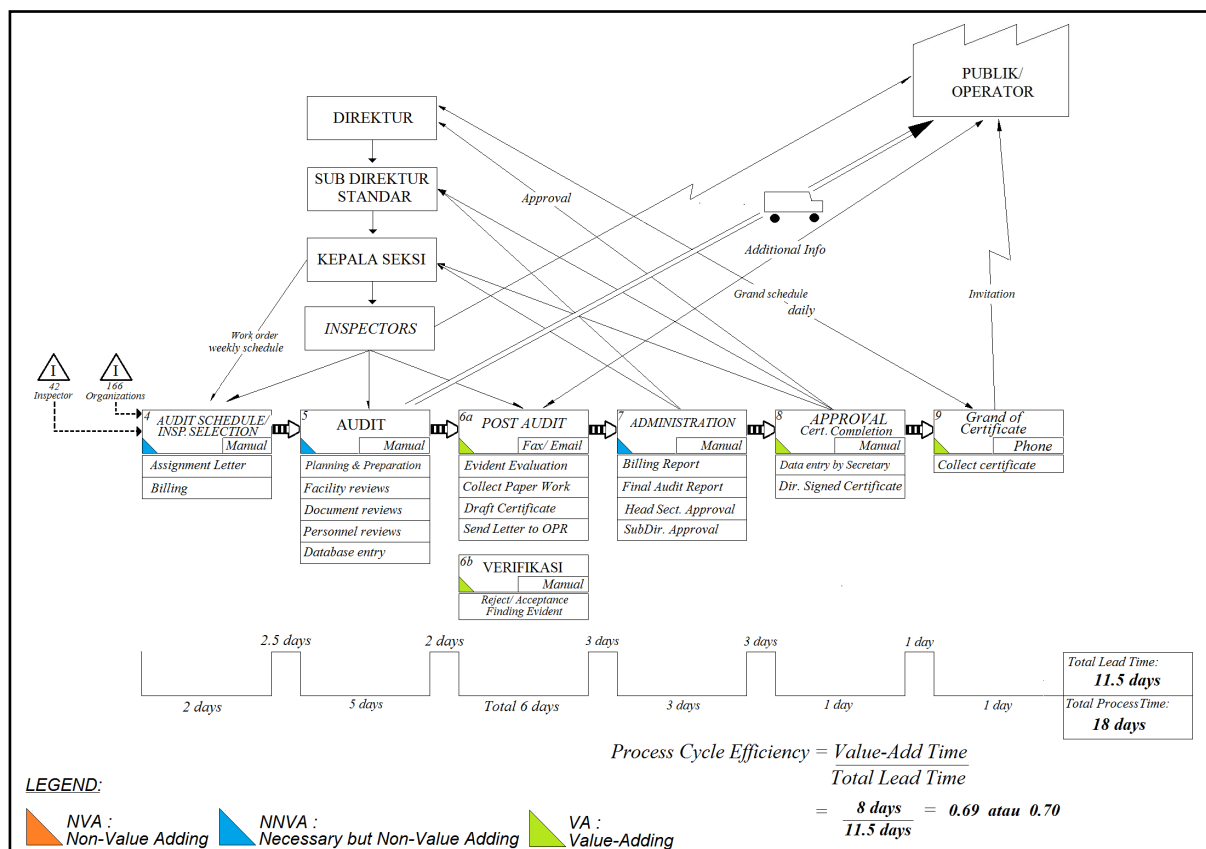 PUBLIK/
OPERATOR
DIREKTUR
SUB DIREKTUR
STANDAR
KEPALA SEKSI
INSPECTORS
Approval
Additional Info
Grand schedule
daily
Invitation
Work order
weekly schedule
I
42
Inspector
I
166
Organizations
4
AUDIT SCHEDULE/
INSP. SELECTION
Manual
Assignment Letter
Billing
5
AUDIT
Manual
Planning & Preparation
Facility reviews
Document reviews
Personnel reviews
Database entry
6a
POST AUDIT
Fax/ Email
Evident Evaluation
Collect Paper Work
Draft Certificate
Send Letter to OPR
6b
VERIFIKASI
Manual
Reject/ Acceptance
Finding Evident
7
ADMINISTRATION
Manual
Billing Report
Final Audit Report
Head Sect. Approval
SubDir. Approval
8
APPROVAL
Cert. Completion
Manual
Data entry by Secretary
Dir. Signed Certificate
9
Grand of
Certificate
Phone
Collect certificate
2.5 days
2 days
3 days
3 days
1 day
2 days
5 days
Total 6 days
3 days
1 day
1 day
Total Lead Time:
11.5 days
Total ProcessTime:
18 days
Process Cycle Efficiency = Value-Add Time
Total Lead Time
= 8 days = 0.69 atau 0.70
11.5 days
LEGEND:
NVA :
Non-Value Adding
NNVA :
Necessary but Non-Value Adding
VA :
Value-Adding